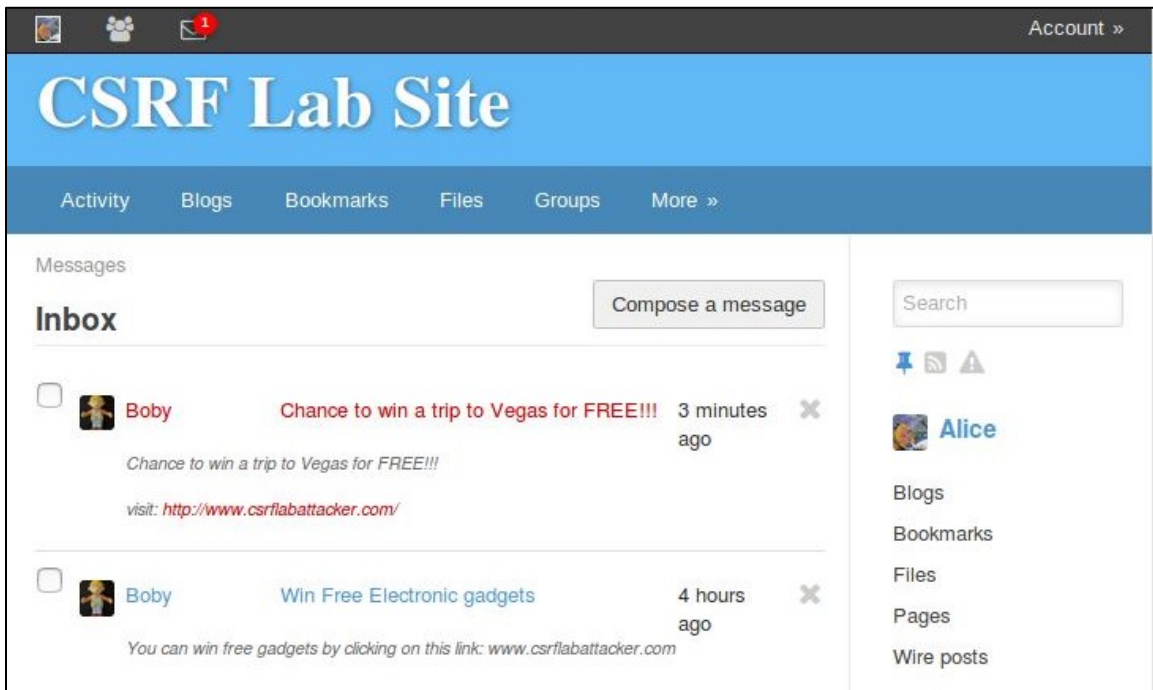 1
Account »
CSRF Lab Site
Activity Blogs Bookmarks Files Groups More »
Messages
Inbox
Compose a message
Boby Chance to win a trip to Vegas for FREE!!! 3 minutes
ago
Chance to win a trip to Vegas for FREE!!!
visit: http://www.csrflabattacker.com/
Boby Win Free Electronic gadgets 4 hours
ago
You can win free gadgets by clicking on this link: www.csrflabattacker.com
Search
Alice
Blogs
Bookmarks
Files
Pages
Wire posts